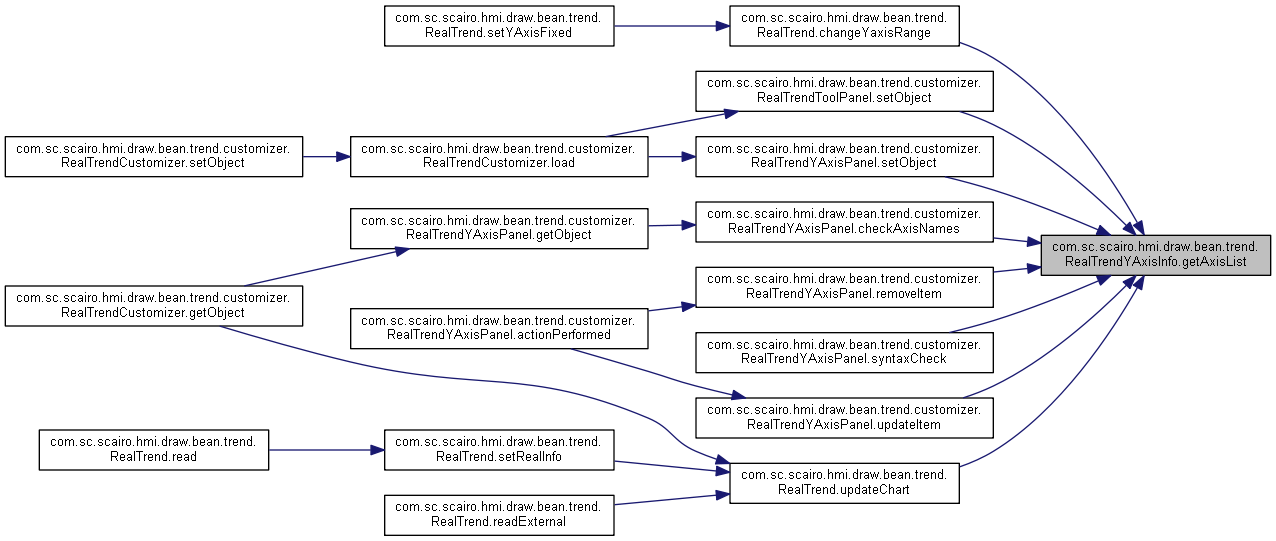 com.sc.scairo.hmi.draw.bean.trend.
RealTrend.setYAxisFixed
com.sc.scairo.hmi.draw.bean.trend.
RealTrend.changeYaxisRange
com.sc.scairo.hmi.draw.bean.trend.customizer.
RealTrendToolPanel.setObject
com.sc.scairo.hmi.draw.bean.trend.customizer.
RealTrendCustomizer.setObject
com.sc.scairo.hmi.draw.bean.trend.customizer.
RealTrendCustomizer.load
com.sc.scairo.hmi.draw.bean.trend.customizer.
RealTrendYAxisPanel.setObject
com.sc.scairo.hmi.draw.bean.trend.customizer.
RealTrendYAxisPanel.getObject
com.sc.scairo.hmi.draw.bean.trend.customizer.
RealTrendYAxisPanel.checkAxisNames
com.sc.scairo.hmi.draw.bean.trend.
RealTrendYAxisInfo.getAxisList
com.sc.scairo.hmi.draw.bean.trend.customizer.
RealTrendCustomizer.getObject
com.sc.scairo.hmi.draw.bean.trend.customizer.
RealTrendYAxisPanel.removeItem
com.sc.scairo.hmi.draw.bean.trend.customizer.
RealTrendYAxisPanel.actionPerformed
com.sc.scairo.hmi.draw.bean.trend.customizer.
RealTrendYAxisPanel.syntaxCheck
com.sc.scairo.hmi.draw.bean.trend.customizer.
RealTrendYAxisPanel.updateItem
com.sc.scairo.hmi.draw.bean.trend.
RealTrend.read
com.sc.scairo.hmi.draw.bean.trend.
RealTrend.setRealInfo
com.sc.scairo.hmi.draw.bean.trend.
RealTrend.updateChart
com.sc.scairo.hmi.draw.bean.trend.
RealTrend.readExternal